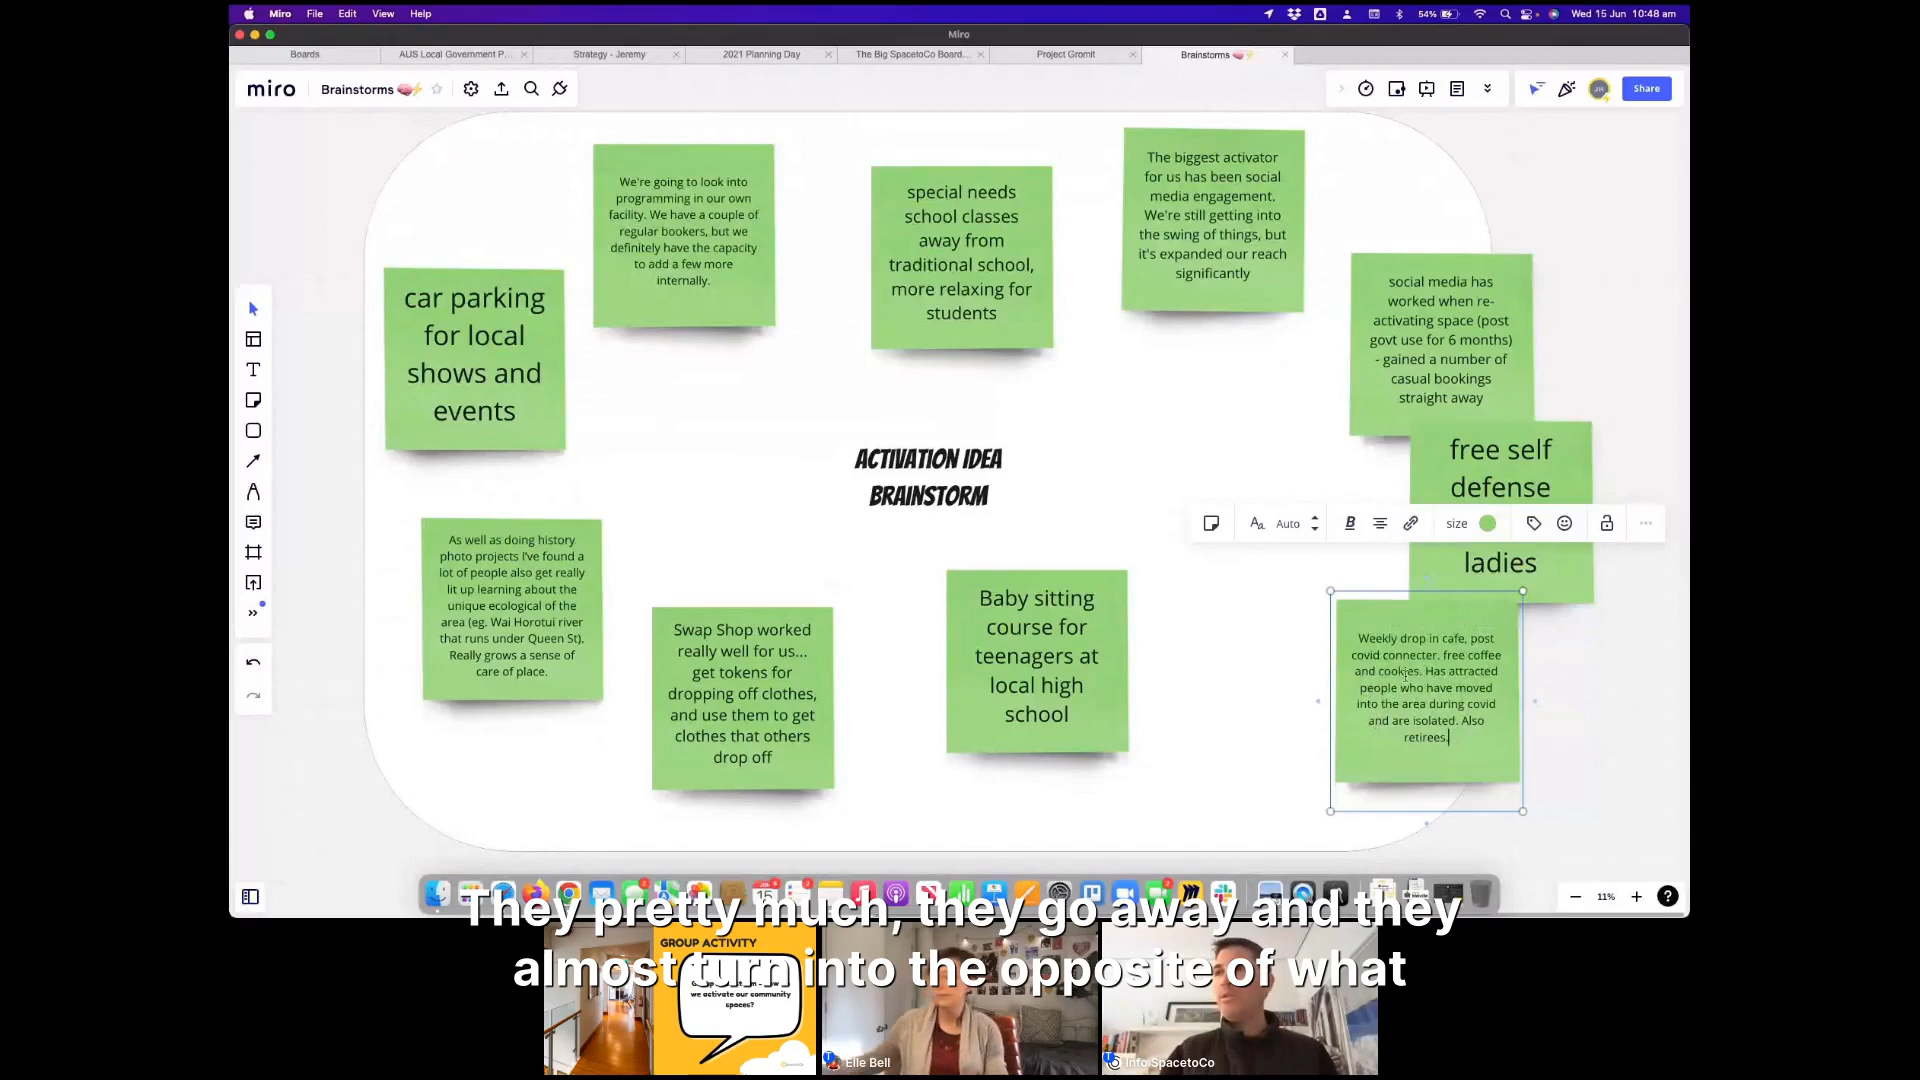 Miro File Edit View Help
54% Wed 15 Jun 10:48 am
Miro
Boards
AUS Local Government P...
Strategy - Jeremy
2021 Planning Day
The Big SpacetoCo Board...
Project Gromit
Brainstorms
miro
Brainstorms
JH
Share
We're going to look into
programming in our own
facility. We have a couple of
regular bookers, but we
definitely have the capacity
to add a few more
internally.
special needs
school classes
away from
traditional school,
more relaxing for
students
The biggest activator
for us has been social
media engagement.
We're still getting into
the swing of things, but
it's expanded our reach
significantly
car parking
for local
shows and
events
social media has
worked when re-
activating space (post
govt use for 6 months)
- gained a number of
casual bookings
straight away
ACTIVATION IDEA
BRAINSTORM
free self
defense
ladies
Auto
B
size
As well as doing history
photo projects I've found a
lot of people also get really
lit up learning about the
unique ecological of the
area (eg. Wai Horotui river
that runs under Queen St).
Really grows a sense of
care of place.
Swap Shop worked
really well for us...
get tokens for
dropping off clothes,
and use them to get
clothes that others
drop off
Baby sitting
course for
teenagers at
local high
school
Weekly drop in cafe, post
covid connecter. free coffee
and cookies. Has attracted
people who have moved
into the area during covid
and are isolated. Also
retirees.
11%
They pretty much, they go away and they
almost turn into the opposite of what
GROUP ACTIVITY
we activate our community
spaces?
Elle Bell
Info SpacetoCo